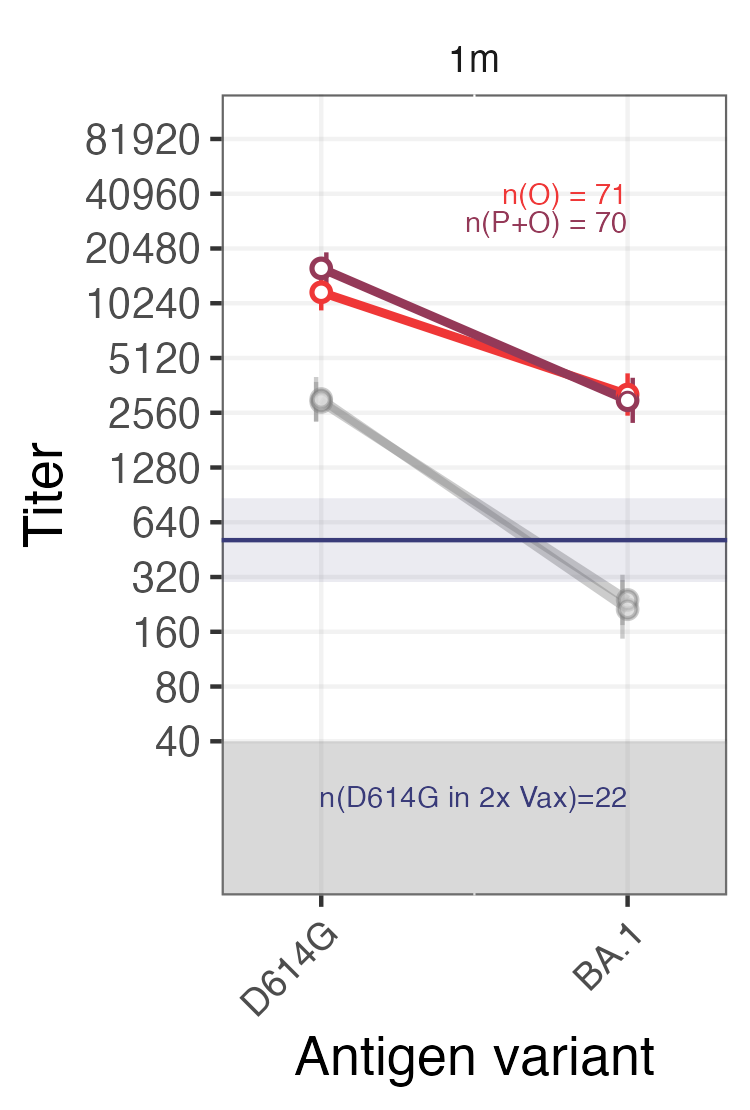 1m
81920
40960
20480
10240
5120
2560
1280
640
320
160
80
40
Titer
n(O) = 71
n(P+O) = 70
n(D614G in 2x Vax)=22
D614G
BA.1
Antigen variant